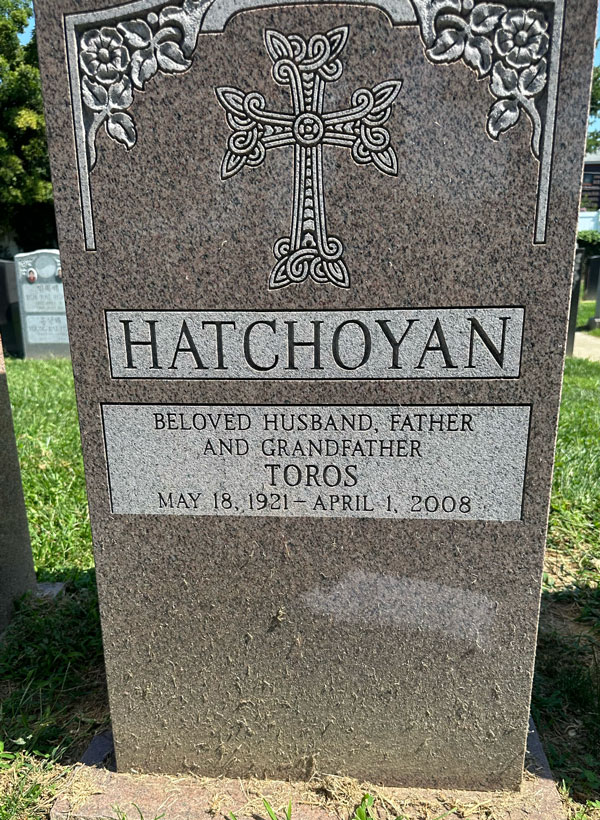 HATCHOYAN
BELOVED HUSBAND, FATHER
AND GRANDFATHER
TOROS
MAY 18, 1921 – APRIL 1, 2008